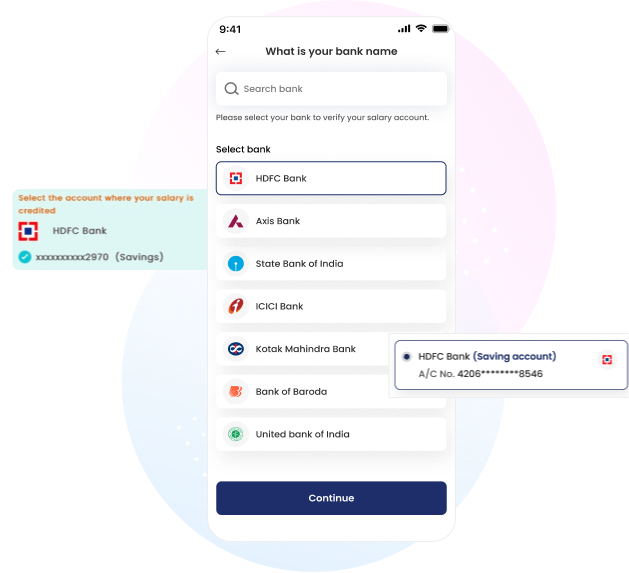 9:41
What is your bank name
Search bank
Please select your bank to verify your salary account.
Select bank
HDFC Bank
Axis Bank
State Bank of India
ICICI Bank
Kotak Mahindra Bank
Bank of Baroda
United bank of India
Continue
Select the account where your salary is
credited
HDFC Bank
xxxxxxxxxx2970 (Savings)
HDFC Bank (Saving account)
A/C No. 4206********8546